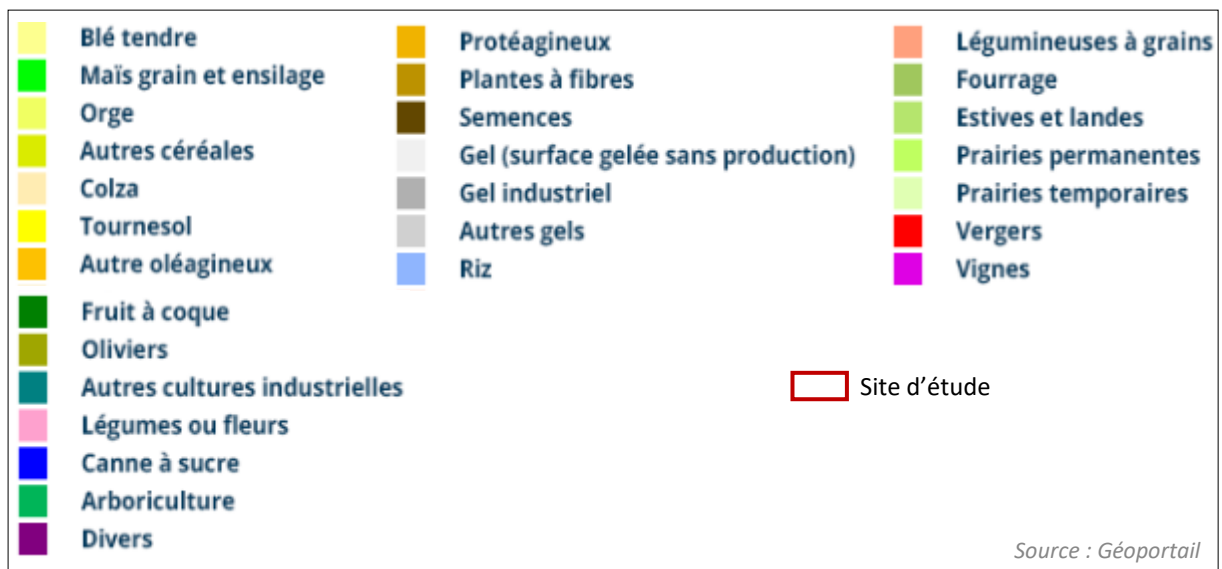 Blé tendre
Maïs grain et ensilage
Orge
Autres céréales
Colza
Tournesol
Autre oléagineux
Fruit à coque
Oliviers
Autres cultures industrielles
Légumes ou fleurs
Canne à sucre
Arboriculture
Divers
Protéagineux
Plantes à fibres
Semences
Gel (surface gelée sans production)
Gel industriel
Autres gels
Riz
Légumineuses à grains
Fourrage
Estives et landes
Prairies permanentes
Prairies temporaires
Vergers
Vignes
Site d’étude
Source : Géoportail